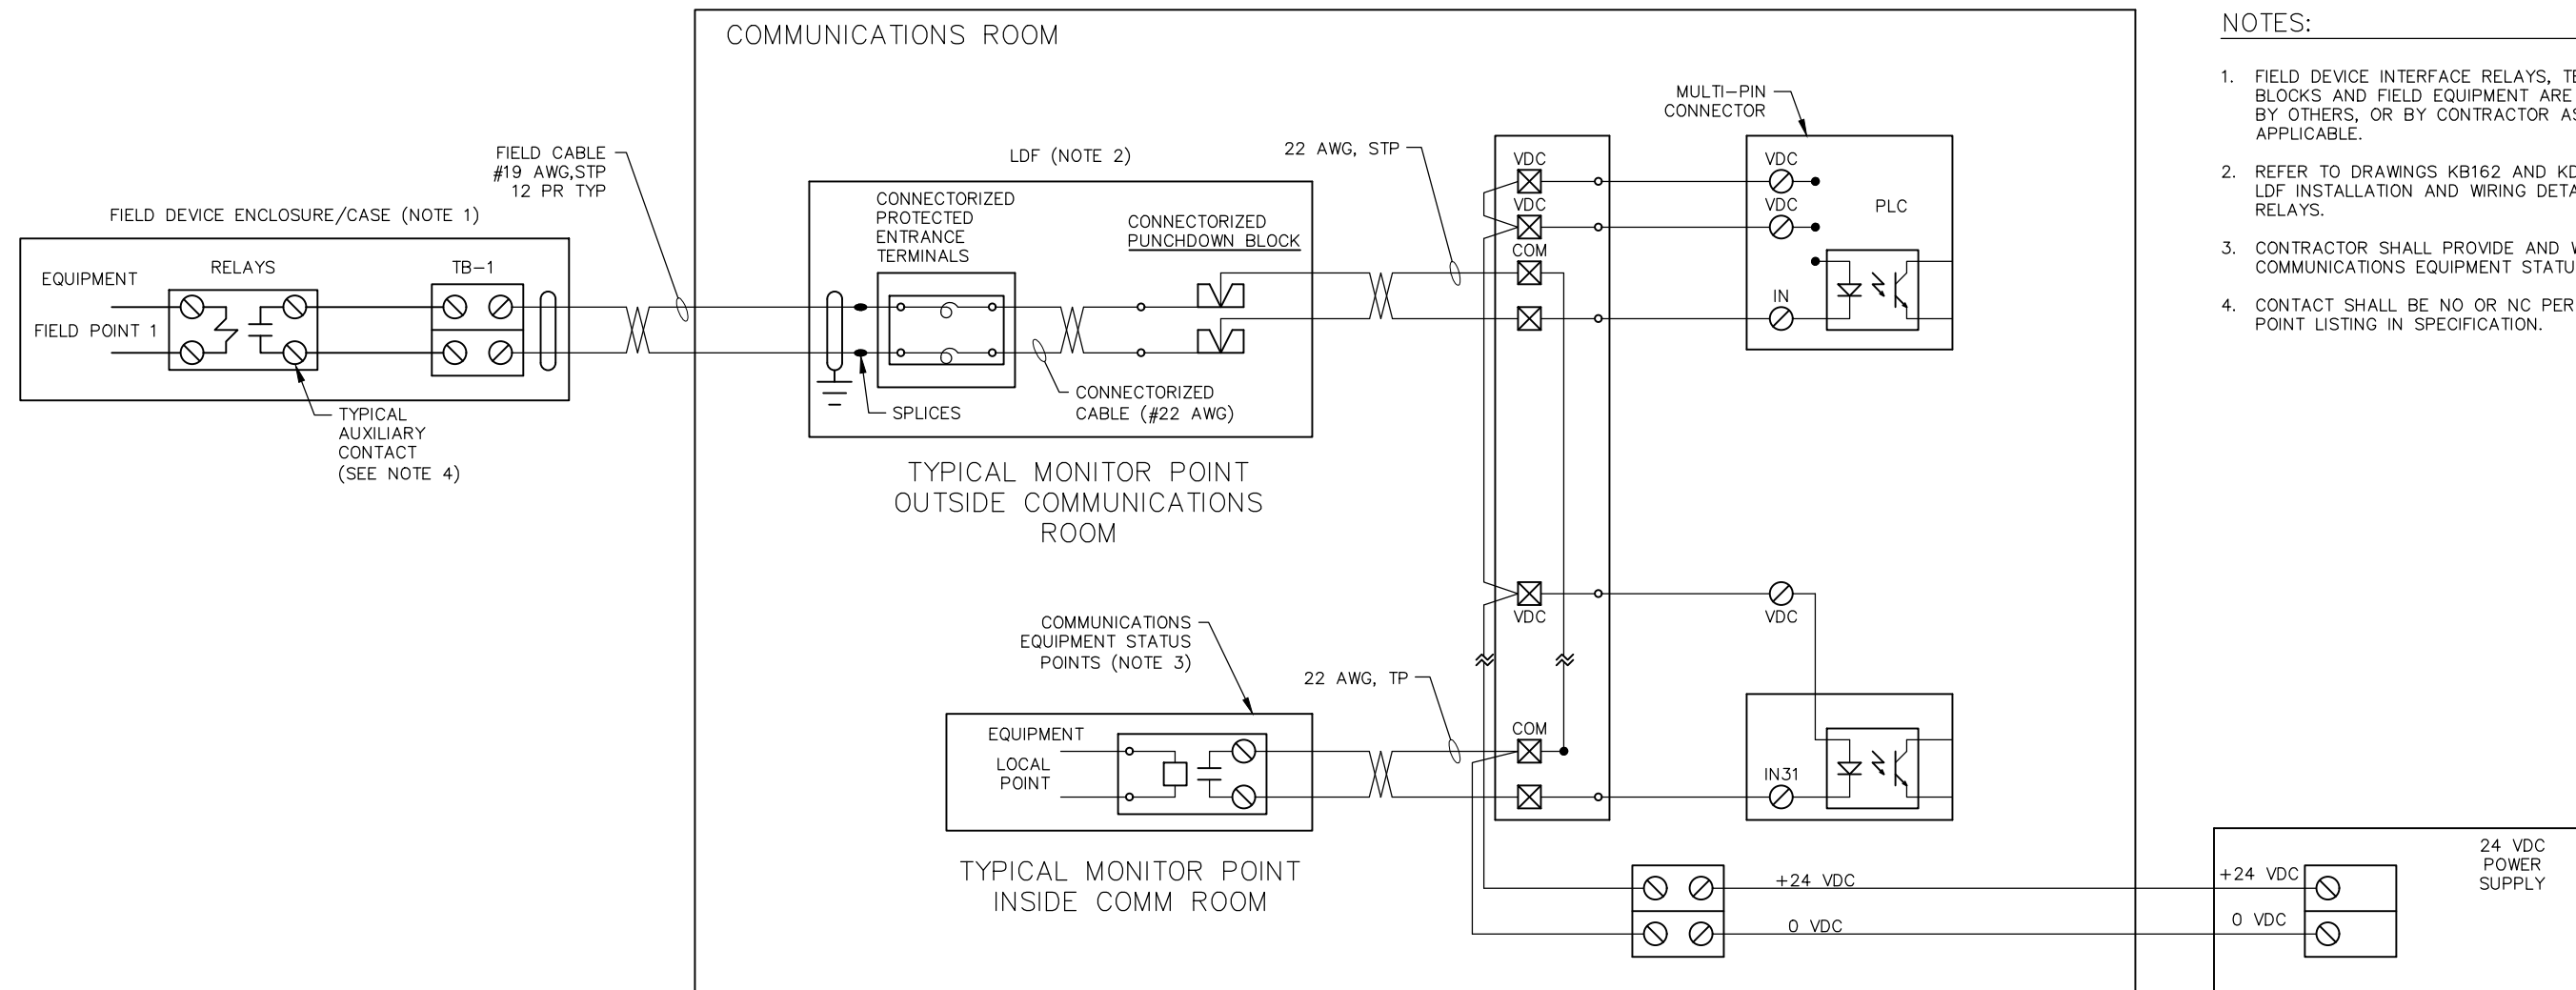 COMMUNICATIONS ROOM
FIELD DEVICE ENCLOSURE/CASE (NOTE 1)
EQUIPMENT
FIELD POINT 1
RELAYS
TB-1
TYPICAL
AUXILIARY
CONTACT
(SEE NOTE 4)
FIELD CABLE
#19 AWG,STP
12 PR TYP
LDF (NOTE 2)
CONNECTORIZED
PROTECTED
ENTRANCE
TERMINALS
CONNECTORIZED
PUNCHDOWN BLOCK
SPLICES
CONNECTORIZED
CABLE (#22 AWG)
TYPICAL MONITOR POINT
OUTSIDE COMMUNICATIONS
ROOM
22 AWG, STP
VDC
VDC
COM
VDC
COM
MULTI-PIN
CONNECTOR
VDC
VDC
IN
PLC
VDC
IN31
COMMUNICATIONS
EQUIPMENT STATUS
POINTS (NOTE 3)
22 AWG, TP
EQUIPMENT
LOCAL
POINT
TYPICAL MONITOR POINT
INSIDE COMM ROOM
+24 VDC
0 VDC
+24 VDC
0 VDC
24 VDC
POWER
SUPPLY
NOTES:
1. FIELD DEVICE INTERFACE RELAYS,
BLOCKS AND FIELD EQUIPMENT ARE
BY OTHERS, OR BY CONTRACTOR AS
APPLICABLE.
2. REFER TO DRAWINGS KB162 AND
LDF INSTALLATION AND WIRING
RELAYS.
3. CONTRACTOR SHALL PROVIDE AND
COMMUNICATIONS EQUIPMENT
4. CONTACT SHALL BE NO OR NC PER
POINT LISTING IN SPECIFICATION.